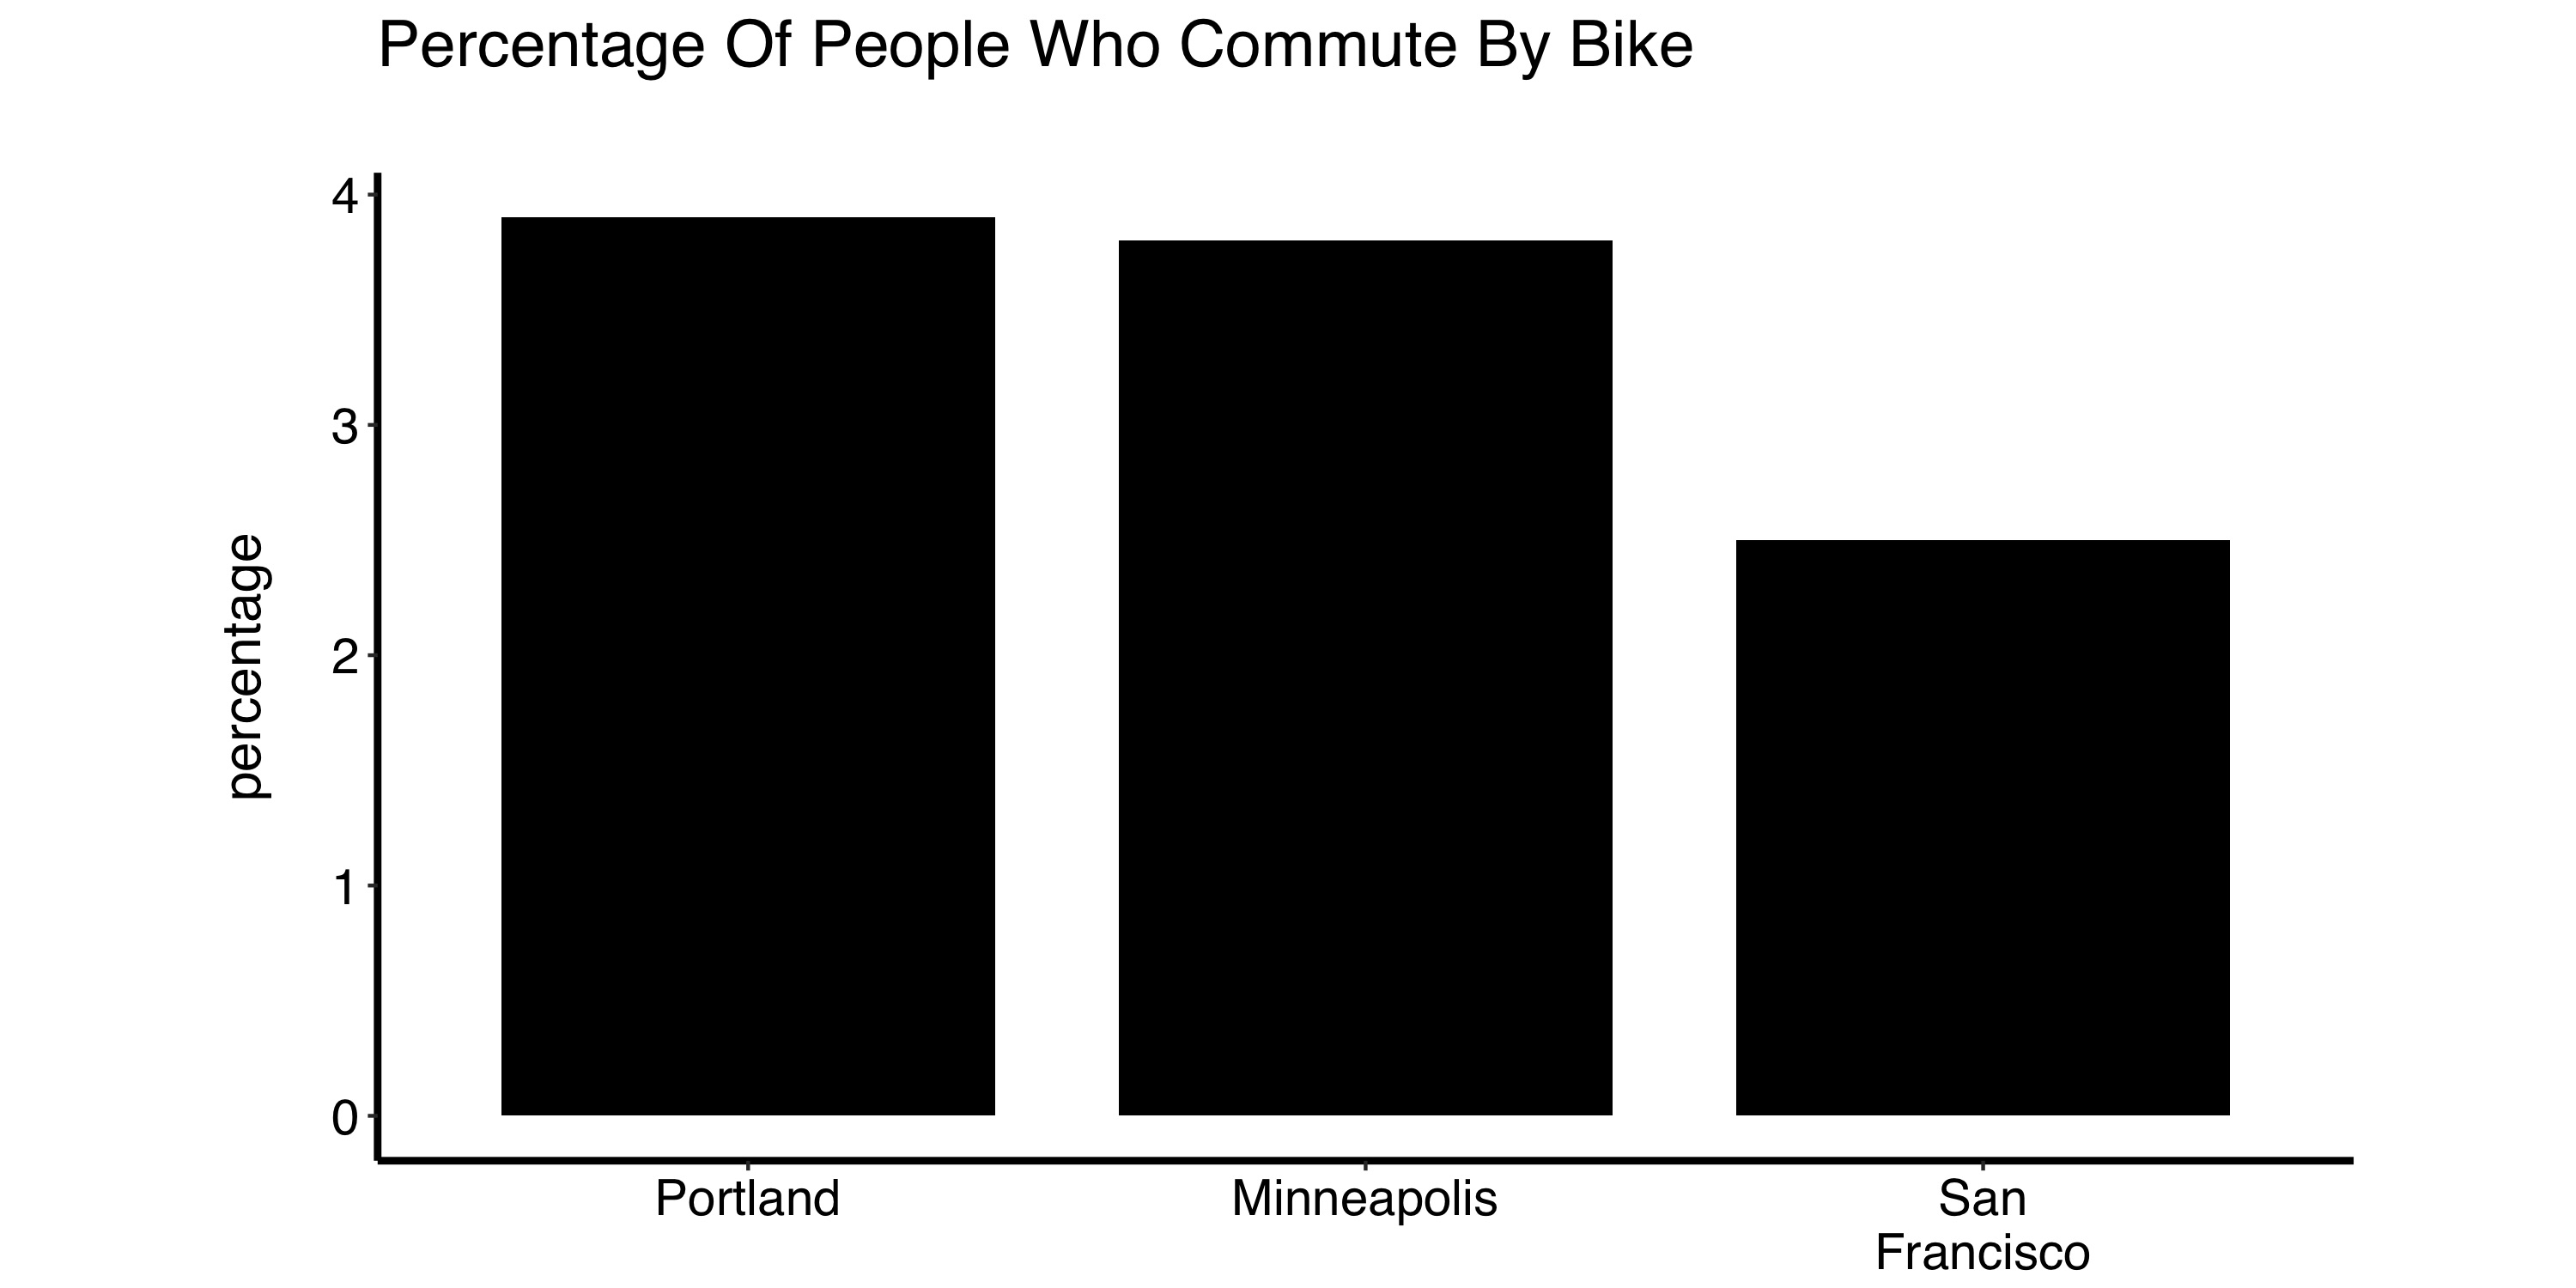 Percentage Of People Who Commute By Bike
4
3
2
1
0
percentage
Portland
Minneapolis
San
Francisco